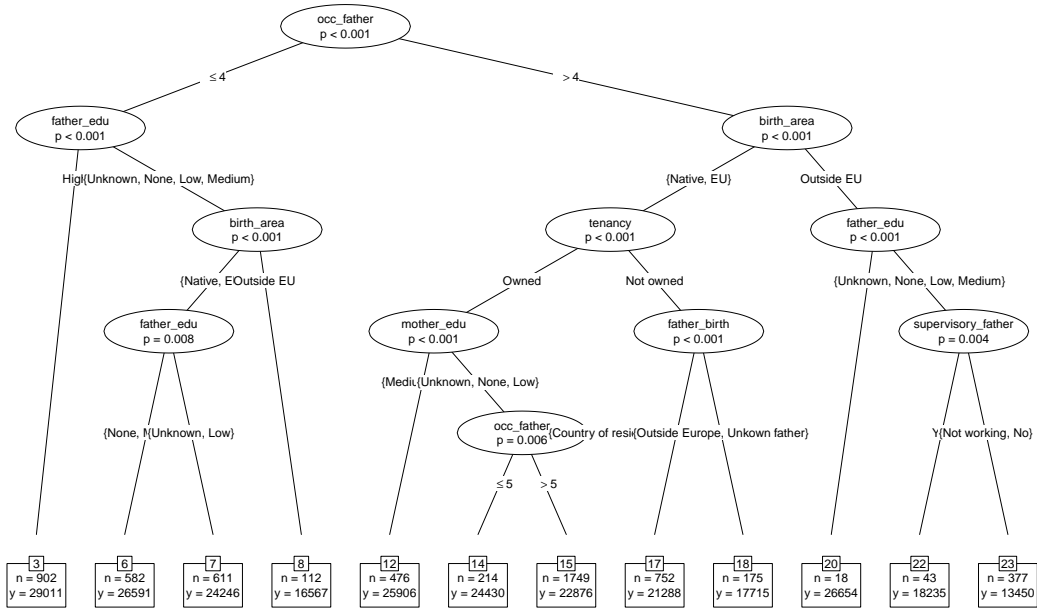 occ_father
p < 0.001
≤ 4
> 4
father_edu
p < 0.001
birth_area
p < 0.001
{Unknown, None, Low, Medium}
{Native, EU}
Outside EU
birth_area
p < 0.001
tenancy
p < 0.001
father_edu
p < 0.001
{Native,
Outside EU
Owned
Not owned
{Unknown, None, Low, Medium}
father_edu
p = 0.008
mother_edu
p < 0.001
father_birth
p < 0.001
supervisory_father
p = 0.004
{Unknown, None, Low}
{None,
{Unknown, Low}
occ_father
p = 0.006
{Country of
{Outside Europe, Unkown father}
{Not working, No}
≤ 5
> 5
3
n = 902
y = 29011
6
n = 582
y = 26591
7
n = 611
y = 24246
8
n = 112
y = 16567
12
n = 476
y = 25906
14
n = 214
y = 24430
15
n = 1749
y = 22876
17
n = 752
y = 21288
18
n = 175
y = 17715
20
n = 18
y = 26654
22
n = 43
y = 18235
23
n = 377
y = 13450